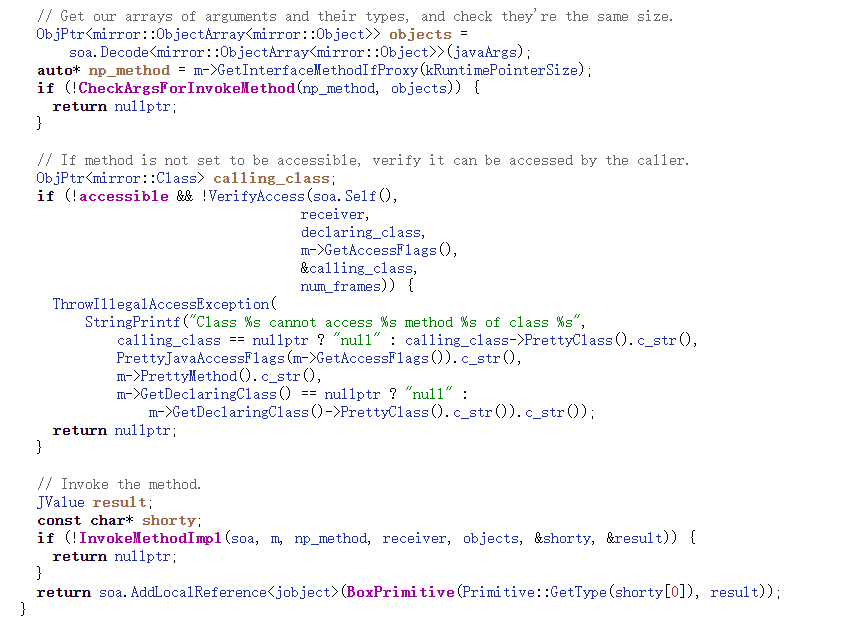 // Get our arrays of arguments and their types, and check they're the same size.
ObjPtr<mirror::ObjectArray<mirror::Object>> objects =
soa.Decode<mirror::ObjectArray<mirror::Object>>(javaArgs);
auto* np_method = m->GetInterfaceMethodIfProxy(kRuntimePointerSize);
if (!CheckArgsForInvokeMethod(np_method, objects)) {
return nullptr;
}
// If method is not set to be accessible, verify it can be accessed by the caller.
ObjPtr<mirror::Class> calling_class;
if (!accessible && !VerifyAccess(soa.Self(),
receiver,
declaring_class,
m->GetAccessFlags(),
&calling_class,
num_frames)) {
ThrowIllegalAccessException(
StringPrintf("Class %s cannot access %s method %s of class %s",
calling_class == nullptr ? "null" : calling_class->PrettyClass().c_str(),
PrettyJavaAccessFlags(m->GetAccessFlags()).c_str(),
m->PrettyMethod().c_str(),
m->GetDeclaringClass() == nullptr ? "null" :
m->GetDeclaringClass()->PrettyClass().c_str()).c_str());
return nullptr;
}
// Invoke the method.
JValue result;
const char* shorty;
if (!InvokeMethodImpl(soa, m, np_method, receiver, objects, &shorty, &result)) {
return nullptr;
}
return soa.AddLocalReference<jobject>(BoxPrimitive(Primitive::GetType(shorty[0]), result));
}